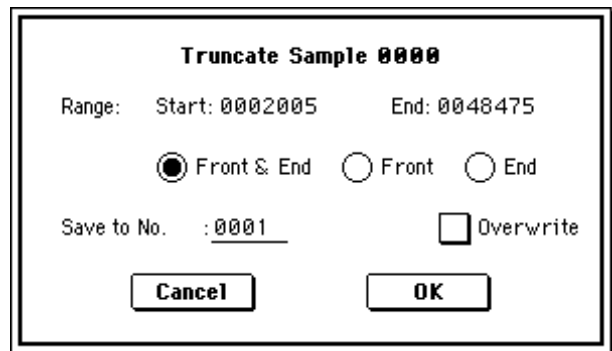 Truncate Sample 0000
Range: Start: 0002005 End: 0048475
Front & End Front End
Save to No. :0001 Overwrite
Cancel OK